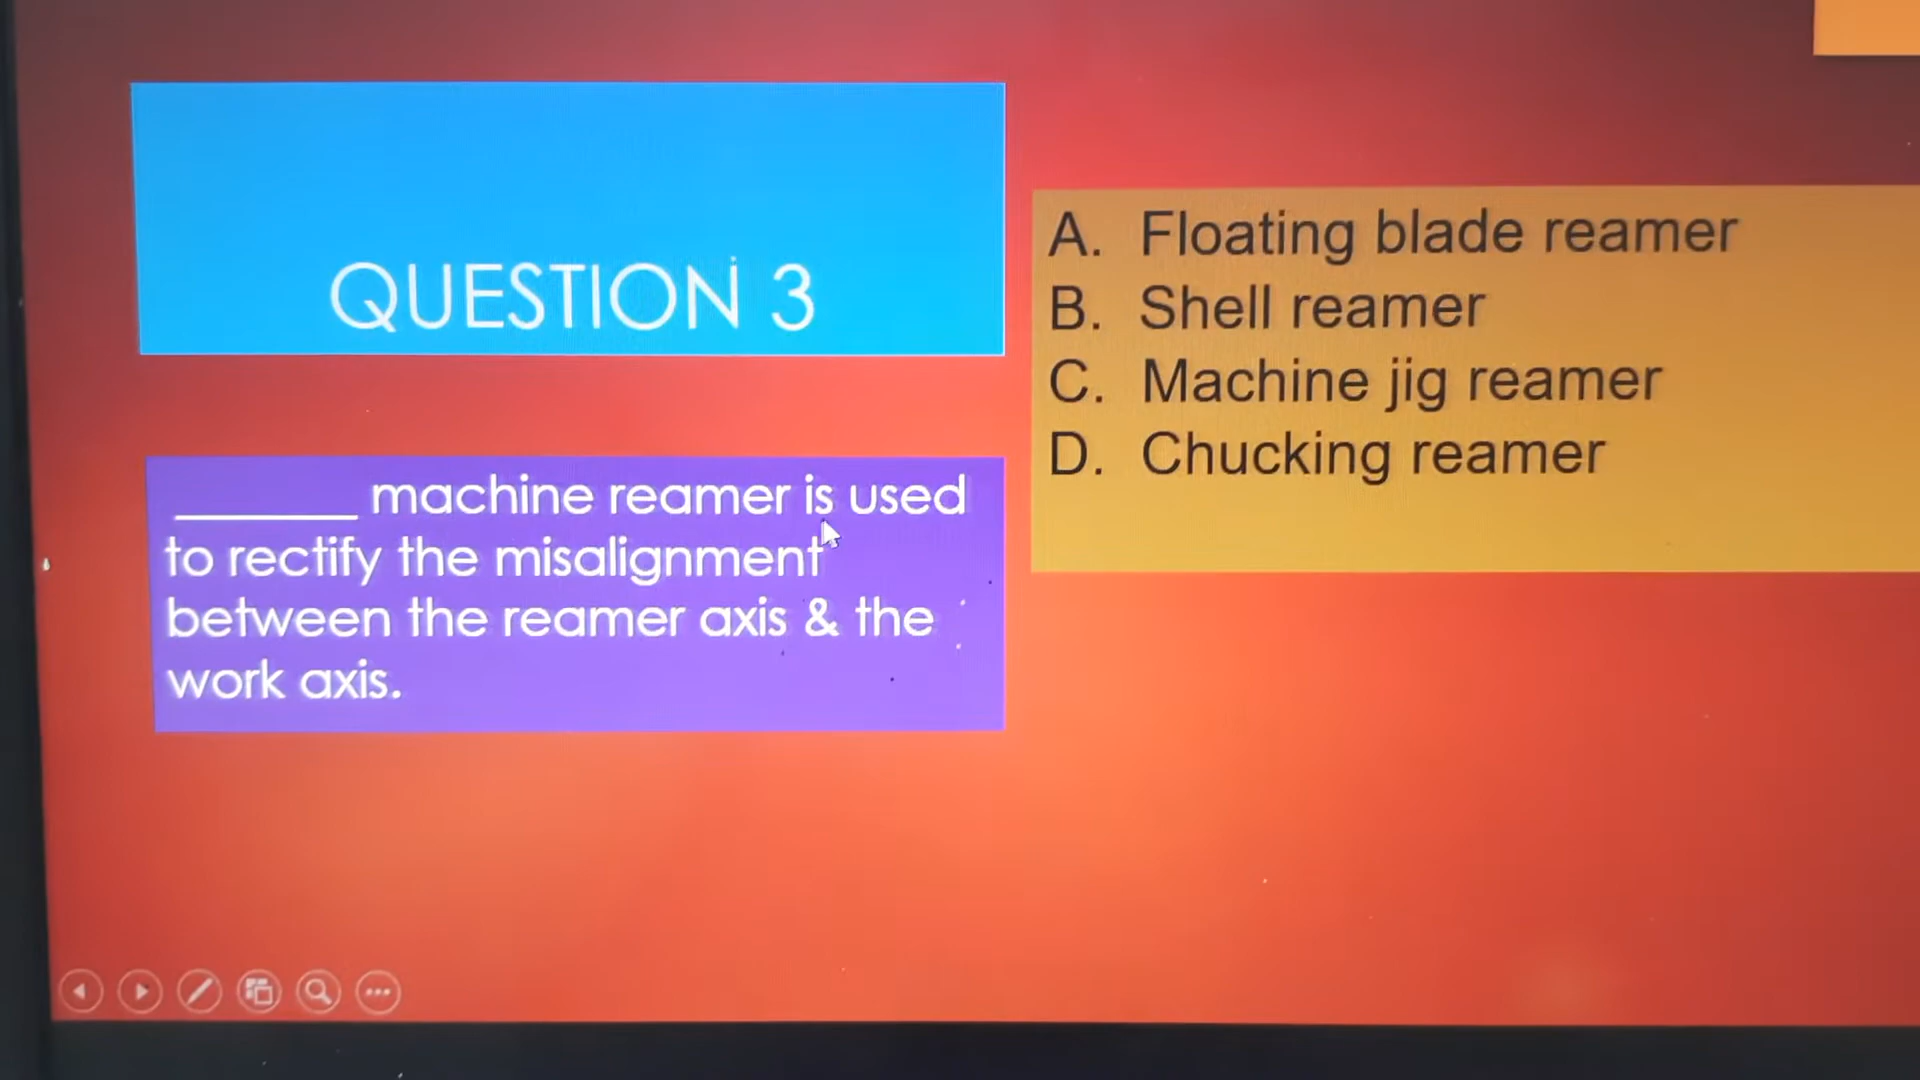 QUESTION 3
_______ machine reamer is used
to rectify the misalignment
between the reamer axis & the
work axis.
A. Floating blade reamer
B. Shell reamer
C. Machine jig reamer
D. Chucking reamer